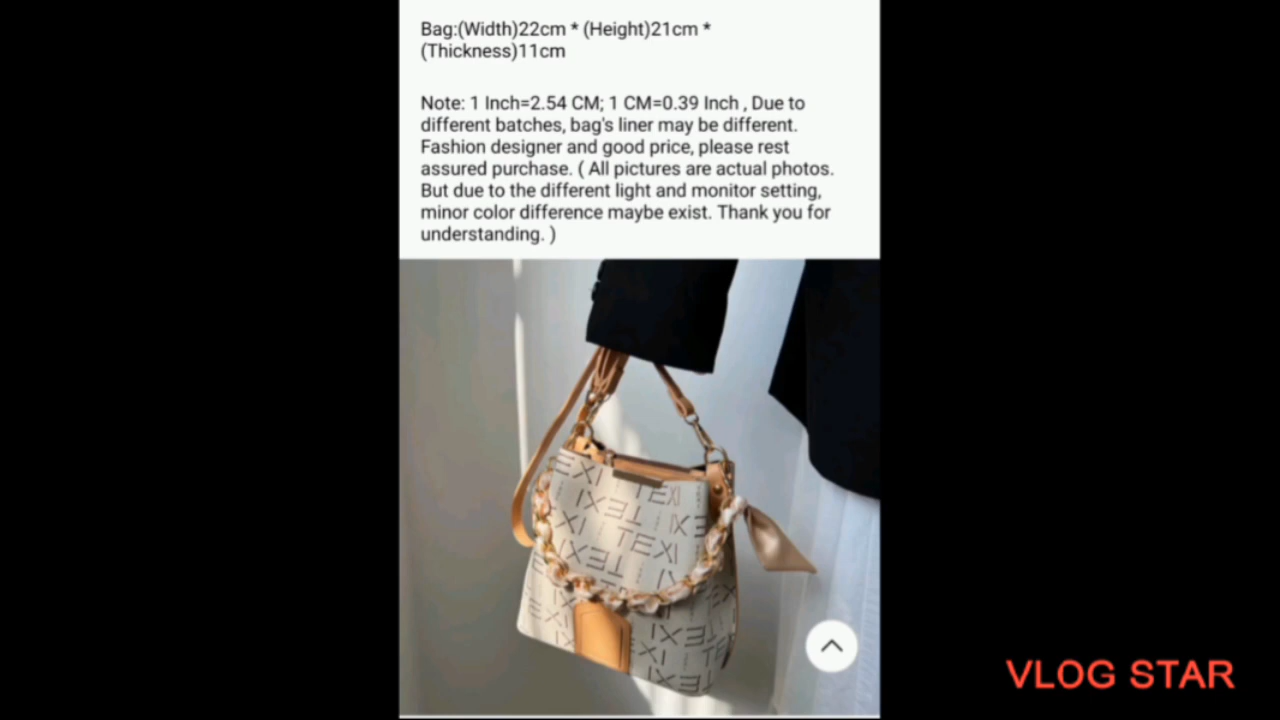 Bag:(Width)22cm * (Height)21cm *
(Thickness)11cm
Note: 1 Inch=2.54 CM; 1 CM=0.39 Inch , Due to
different batches, bag's liner may be different.
Fashion designer and good price, please rest
assured purchase. ( All pictures are actual photos.
But due to the different light and monitor setting,
minor color difference maybe exist. Thank you for
understanding. )
EXI TEXI
TEXI
VLOG STAR